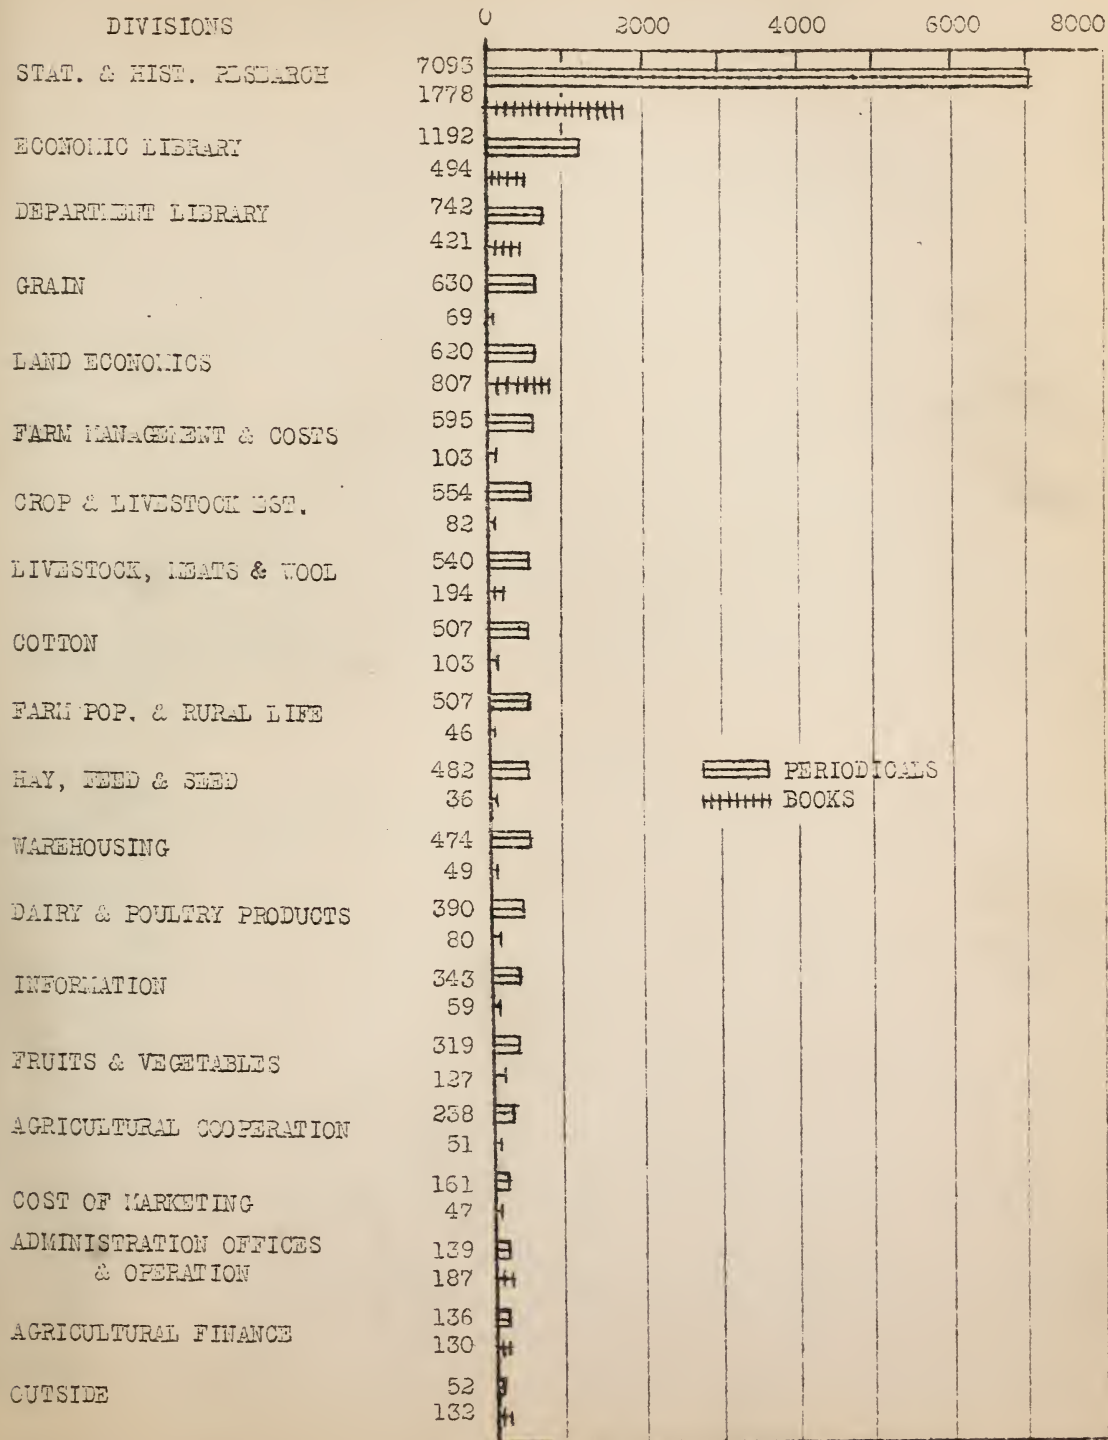 DIVISIONS 0 2000 4000 6000 8000
STAT. & HIST. RESEARCH 7093
1778
ECONOMIC LIBRARY 1192
494
DEPARTMENT LIBRARY 742
421
GRAIN 630
69
LAND ECONOMICS 620
807
FARM MANAGEMENT & COSTS 595
103
CROP & LIVESTOCK EST. 554
82
LIVESTOCK, MEATS & WOOL 540
194
COTTON 507
103
FARM POP. & RURAL LIFE 507
46
HAY, FEED & SEED 482 PERIODICALS
36 BOOKS
WAREHOUSING 474
49
DAIRY & POULTRY PRODUCTS 390
80
INFORMATION 343
59
FRUITS & VEGETABLES 319
127
AGRICULTURAL COOPERATION 238
51
COST OF MARKETING 161
47
ADMINISTRATION OFFICES 139
& OPERATION 187
AGRICULTURAL FINANCE 136
130
OUTSIDE 52
132